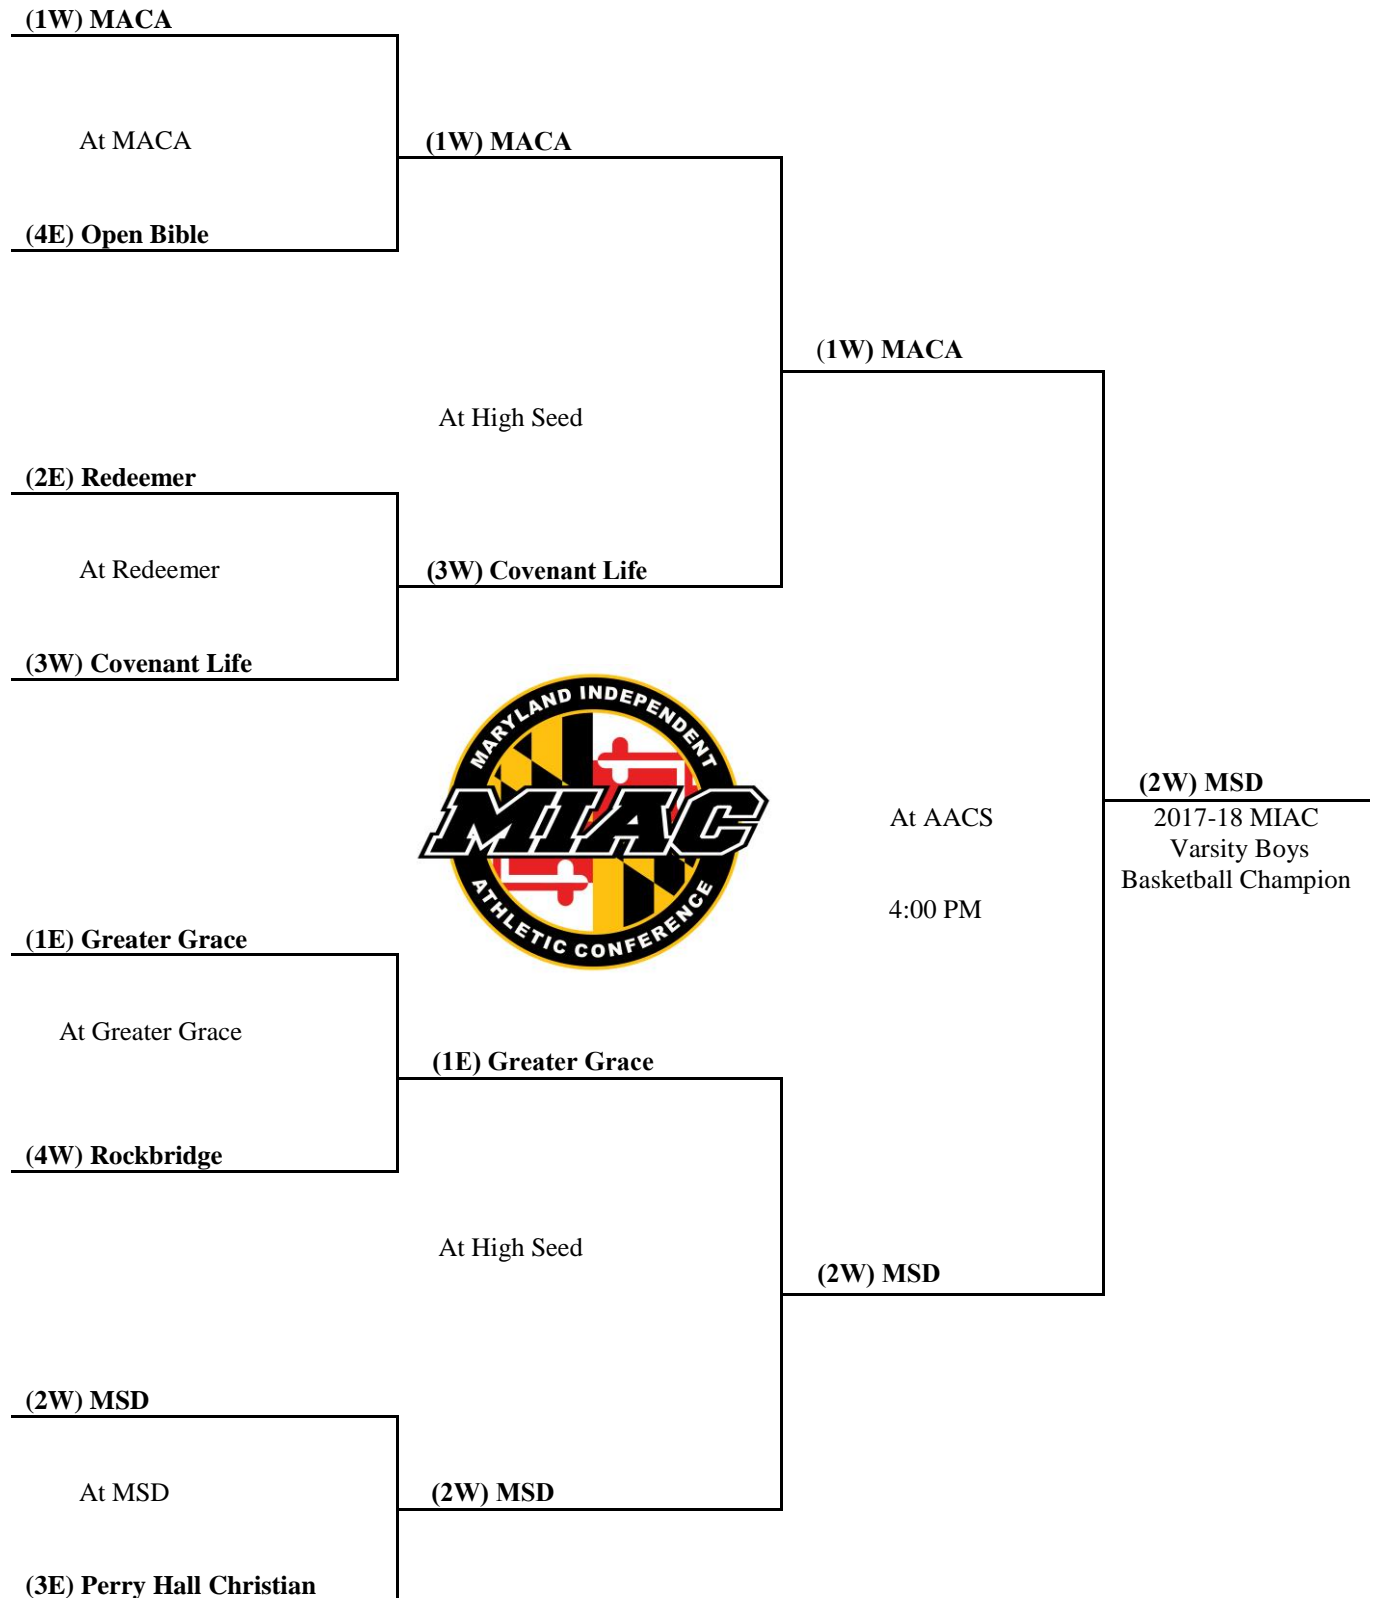 (1W) MACA
At MACA
(1W) MACA
(4E) Open Bible
(1W) MACA
At High Seed
(2E) Redeemer
At Redeemer
(3W) Covenant Life
(3W) Covenant Life
MARYLAND INDEPENDENT
MIAC
ATHLETIC CONFERENCE
(2W) MSD
At AACS
2017-18 MIAC
Varsity Boys
Basketball Champion
4:00 PM
(1E) Greater Grace
At Greater Grace
(1E) Greater Grace
(4W) Rockbridge
At High Seed
(2W) MSD
(2W) MSD
At MSD
(2W) MSD
(3E) Perry Hall Christian